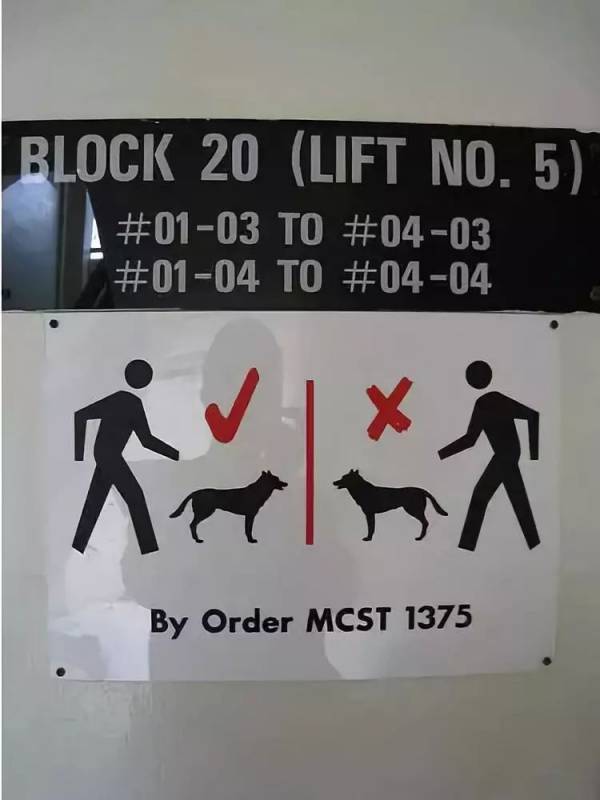 BLOCK 20 (LIFT NO. 5)
#01-03 TO #04-03
#01-04 TO #04-04
By Order MCST 1375